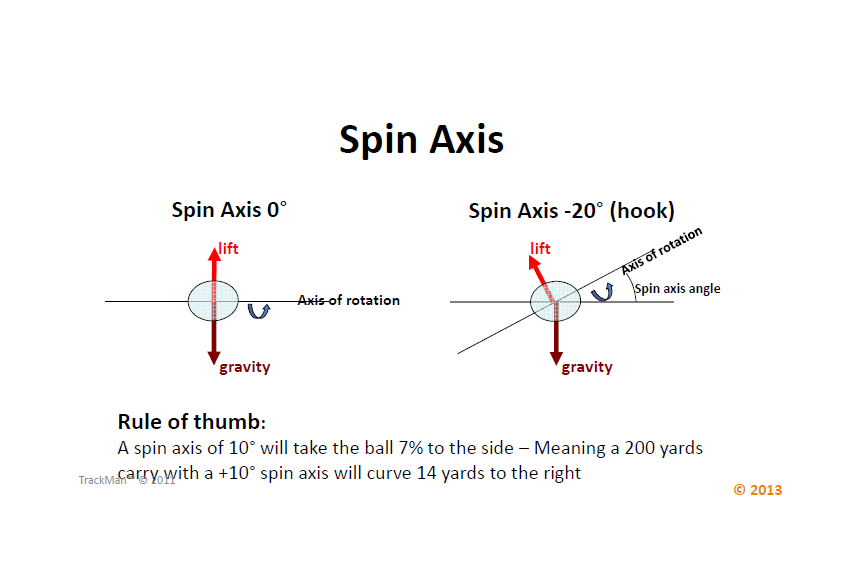 Spin Axis
Spin Axis 0°
Spin Axis -20° (hook)
lift
lift
Axis of rotation
Axis of rotation
Spin axis angle
gravity
gravity
Rule of thumb:
A spin axis of 10° will take the ball 7% to the side – Meaning a 200 yards
carry with a +10° spin axis will curve 14 yards to the right
TrackMan® © 2011
© 2013